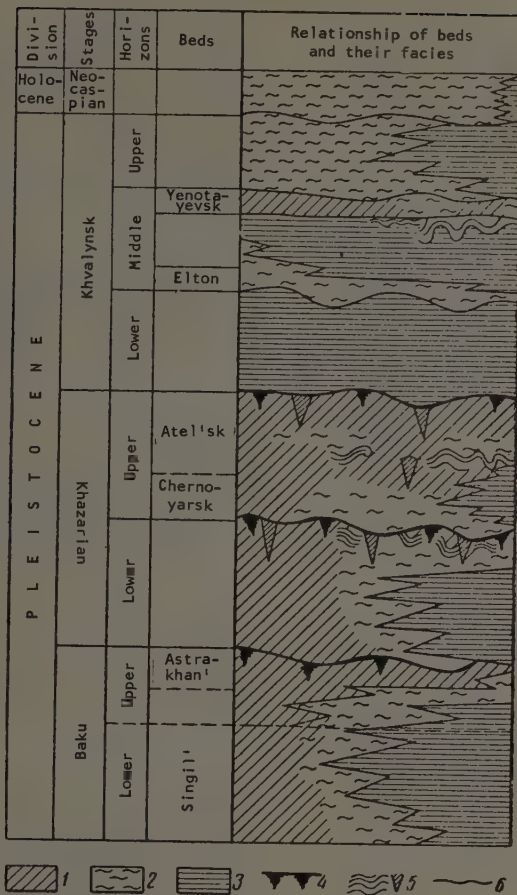 Divi-
sion
Stages
Hori-
zons
Beds
Relationship of beds
and their facies
Holo-
cene
Neo-
cas-
pian
PLEISTOCENE
Khvalynsk
Upper
Middle
Yenota-
yevsk
Elton
Lower
Khazarian
Upper
Atel'sk
Cherno-
yarsk
Lower
Baku
Upper
Astra-
khan'
Lower
Singil'
1 2 3 4 5 6